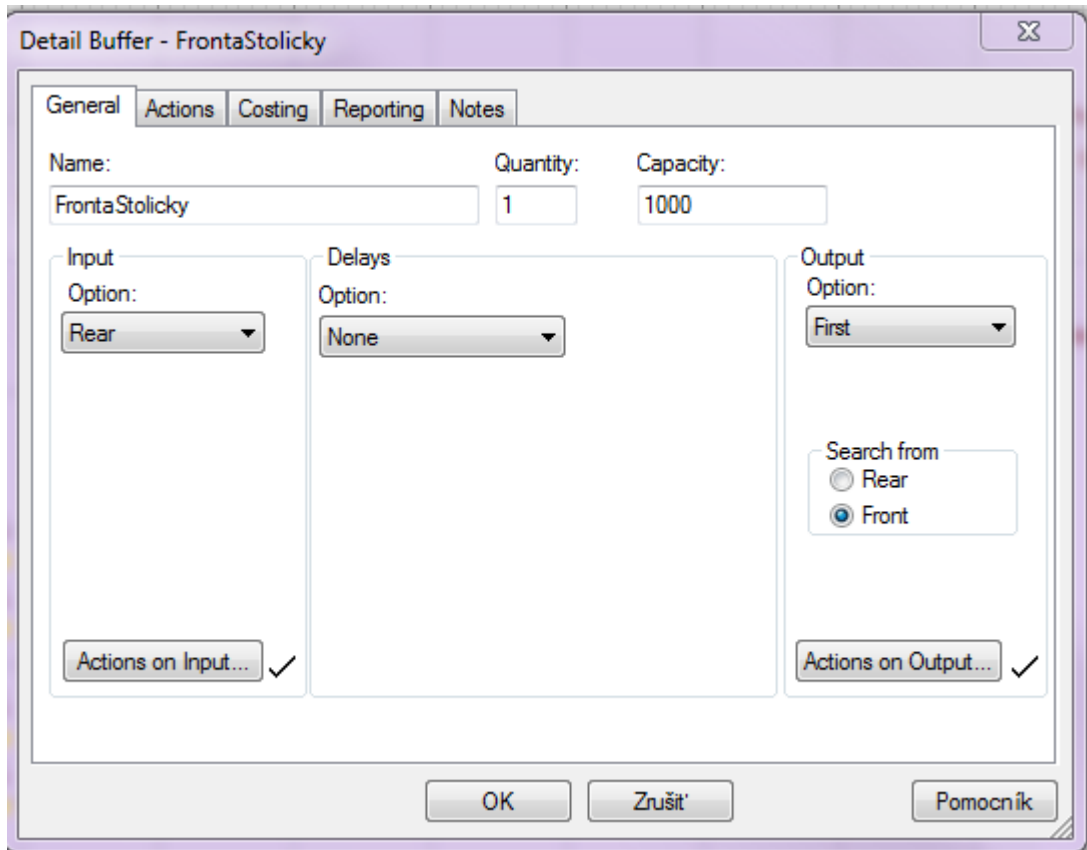 Detail Buffer - FrontaStolicky
General Actions Costing Reporting Notes
Name: Quantity: Capacity:
FrontaStolicky 1 1000
Input Delays Output
Option: Option: Option:
Rear None First
Search from
Rear
Front
Actions on Input... Actions on Output...
OK Zrušiť Pomocník